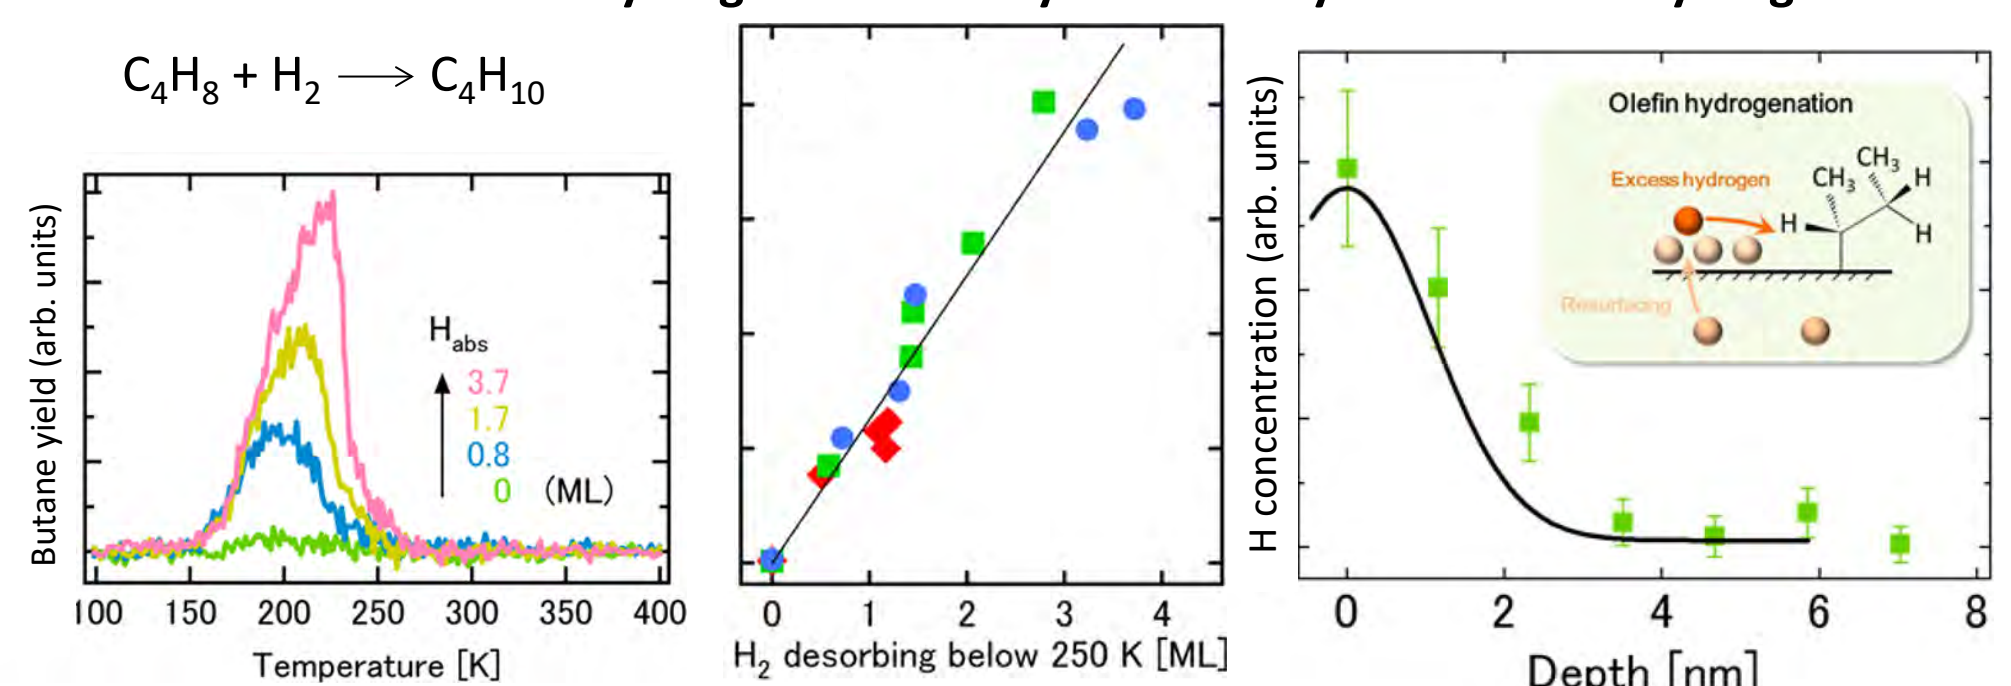 C4H8 + H2 → C4H10
Butane yield (arb. units)
Habs
3.7
1.7
0.8
0 (ML)
100 150 200 250 300 350 400
Temperature [K]
0 1 2 3 4
H2 desorbing below 250 K [ML]
H concentration (arb. units)
Olefin hydrogenation
Excess hydrogen
CH3
CH3
H
H
H
Resurfacing
0 2 4 6 8
Depth [nm]